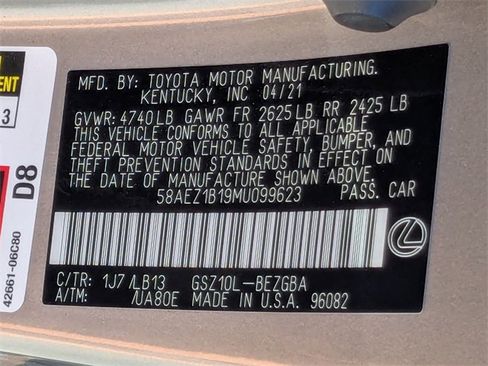 MFD. BY: TOYOTA MOTOR MANUFACTURING.
KENTUCKY, INC 04/21
GVWR: 4740LB GAWR FR 2625LB RR 2425 LB
THIS VEHICLE CONFORMS TO ALL APPLICABLE
FEDERAL MOTOR VEHICLE SAFETY, BUMPER, AND
THEFT PREVENTION STANDARDS IN EFFECT ON
THE DATE OF MANUFACTURE SHOWN ABOVE.
58AEZ1B19MU099623 PASS. CAR
C/TR: 1J7 /LB13 GSZ10L-BEZGBA
A/TM: /UA80E MADE IN U.S.A. 96082
3
D8
42661-06C80